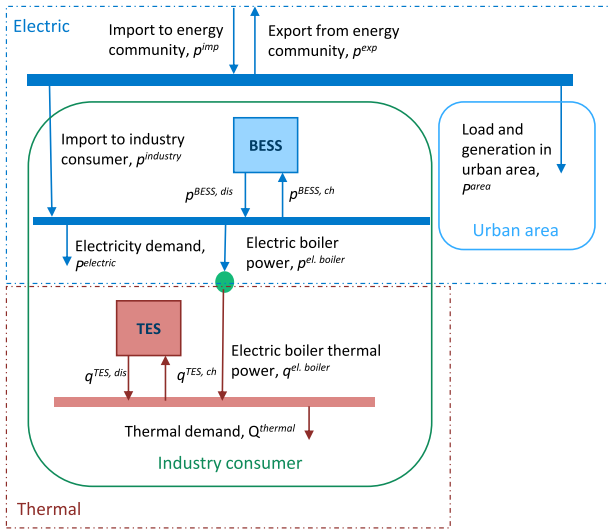 Electric
Import to energy
community, p^imp
Export from energy
community, p^exp
Import to industry
consumer, p^industry
BESS
Load and
generation in
urban area,
P^area
p^BESS, dis
p^BESS, ch
Urban area
Electricity demand,
P^electric
Electric boiler
power, p^el. boiler
TES
q^TES, dis
q^TES, ch
Electric boiler thermal
power, q^el. boiler
Thermal demand, Q^thermal
Industry consumer
Thermal